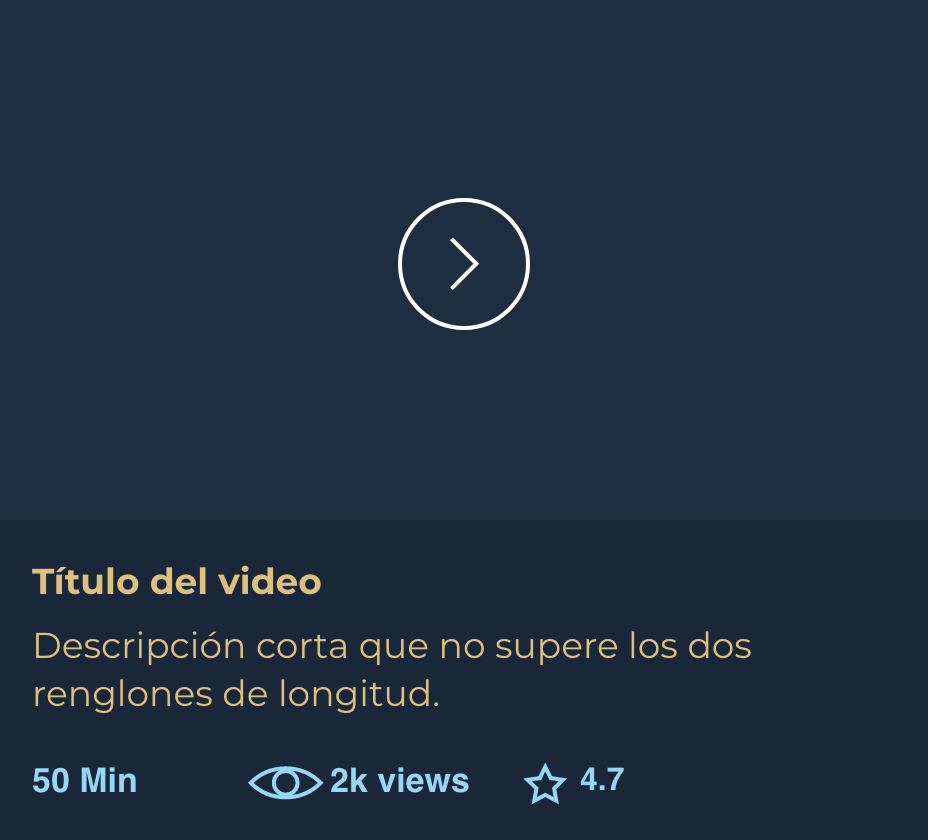 Título del video
Descripción corta que no supere los dos
renglones de longitud.
50 Min 2k views 4.7